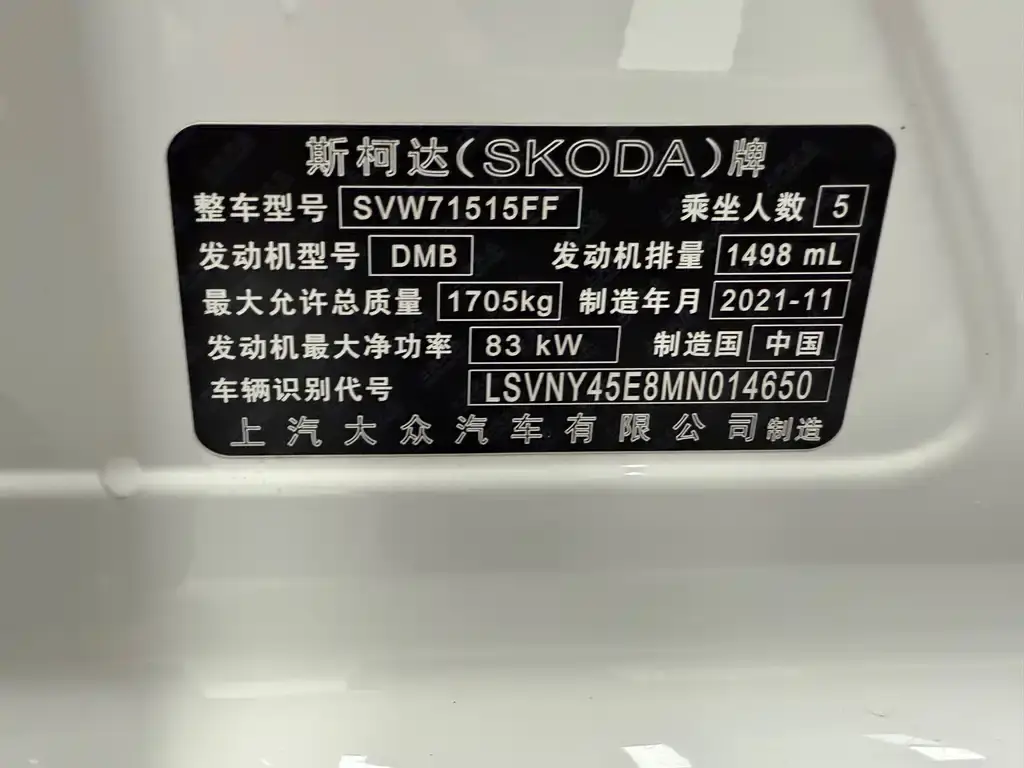 斯柯达(SKODA)牌
整车型号 SVW71515FF 乘坐人数 5
发动机型号 DMB 发动机排量 1498 mL
最大允许总质量 1705kg 制造年月 2021-11
发动机最大净功率 83 kW 制造国 中国
车辆识别代号 LSVNY45E8MN014650
上汽大众汽车有限公司制造